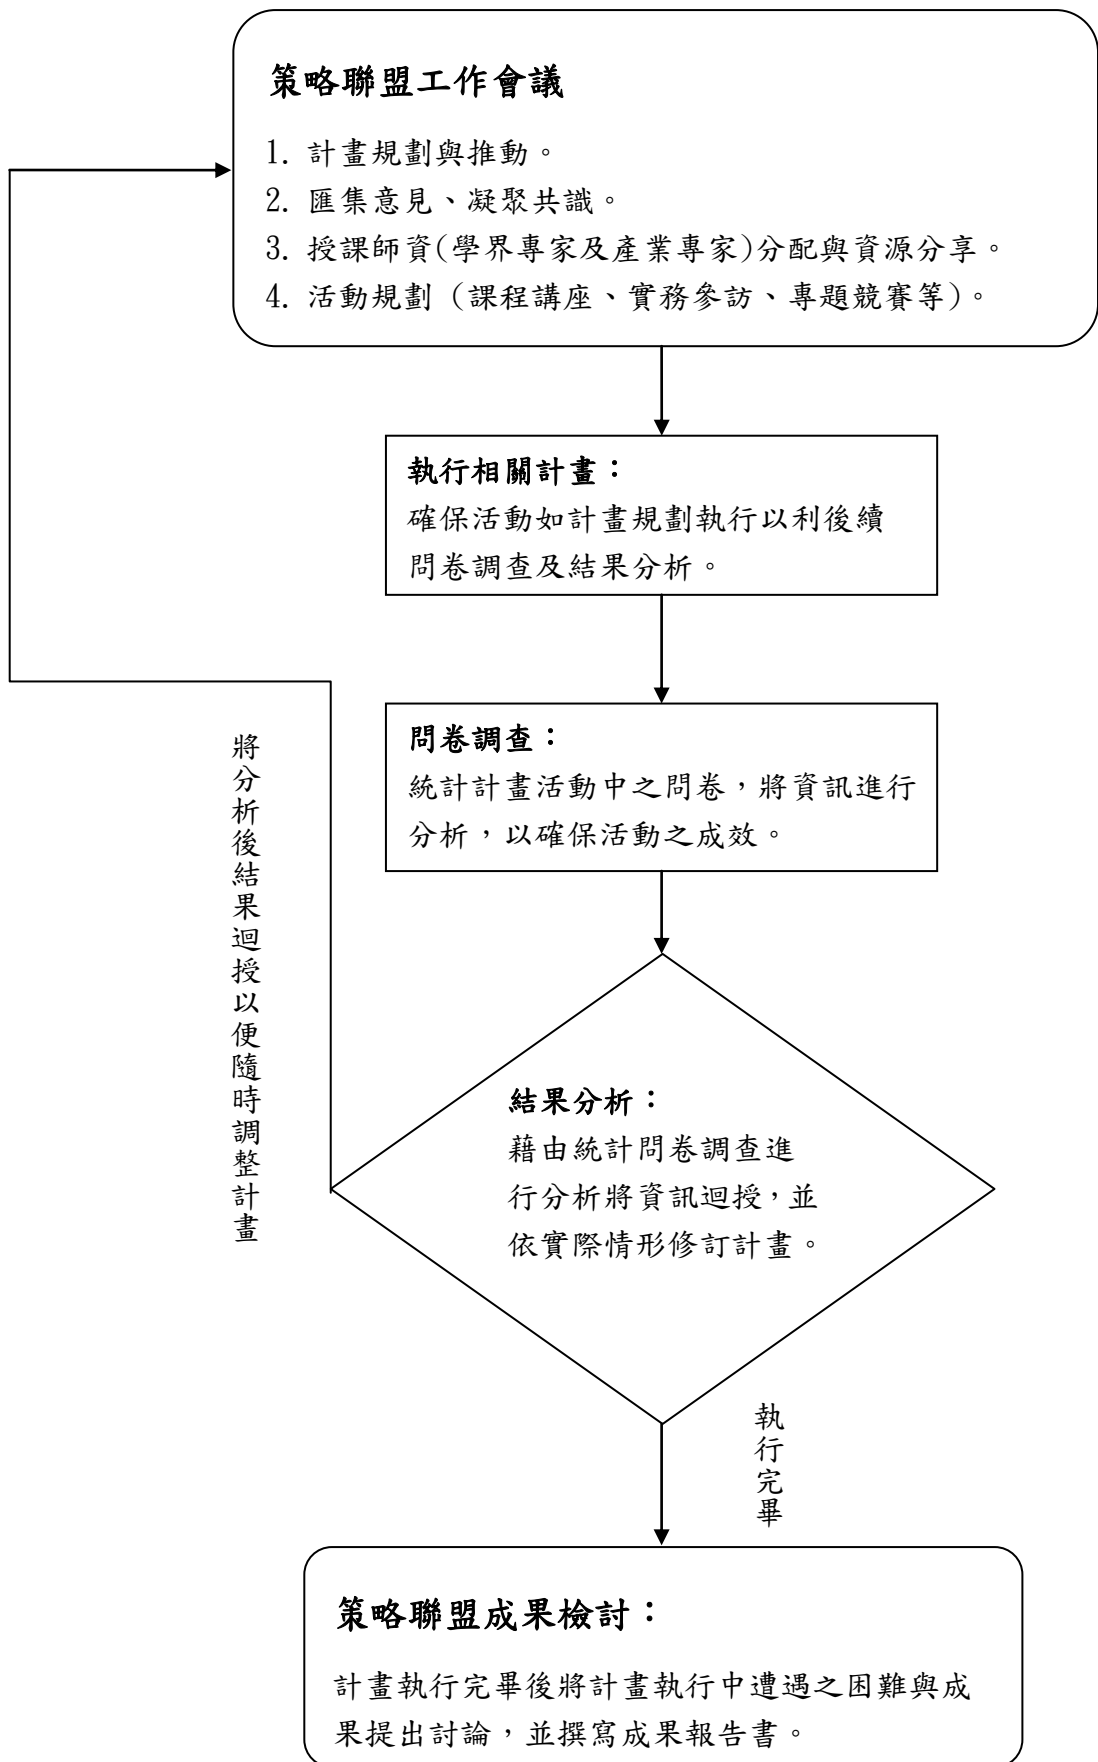 策略聯盟工作會議
1. 計畫規劃與推動。
2. 匯集意見、凝聚共識。
3. 授課師資(學界專家及產業專家)分配與資源分享。
4. 活動規劃 (課程講座、實務參訪、專題競賽等)。
執行相關計畫：
確保活動如計畫規劃執行以利後續
問卷調查及結果分析。
問卷調查：
統計計畫活動中之問卷，將資訊進行
分析，以確保活動之成效。
將分析後結果迴授以便隨時調整計畫
結果分析：
藉由統計問卷調查進
行分析將資訊迴授，並
依實際情形修訂計畫。
執行完畢
策略聯盟成果檢討：
計畫執行完畢後將計畫執行中遭遇之困難與成
果提出討論，並撰寫成果報告書。